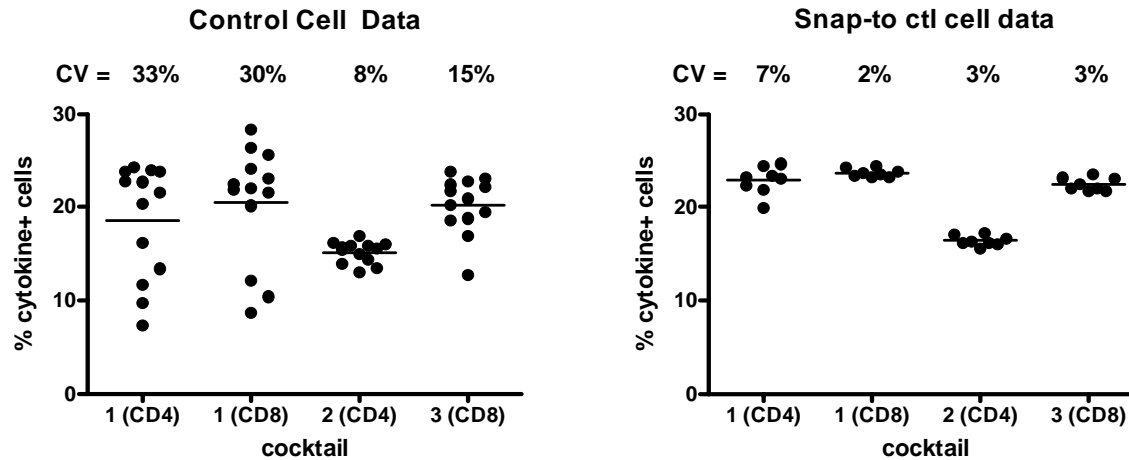 Control Cell Data
CV = 33% 30% 8% 15%
30
20
10
0
% cytokine+ cells
1 (CD4) 1 (CD8) 2 (CD4) 3 (CD8)
cocktail
Snap-to ctl cell data
CV = 7% 2% 3% 3%
30
20
10
0
% cytokine+ cells
1 (CD4) 1 (CD8) 2 (CD4) 3 (CD8)
cocktail